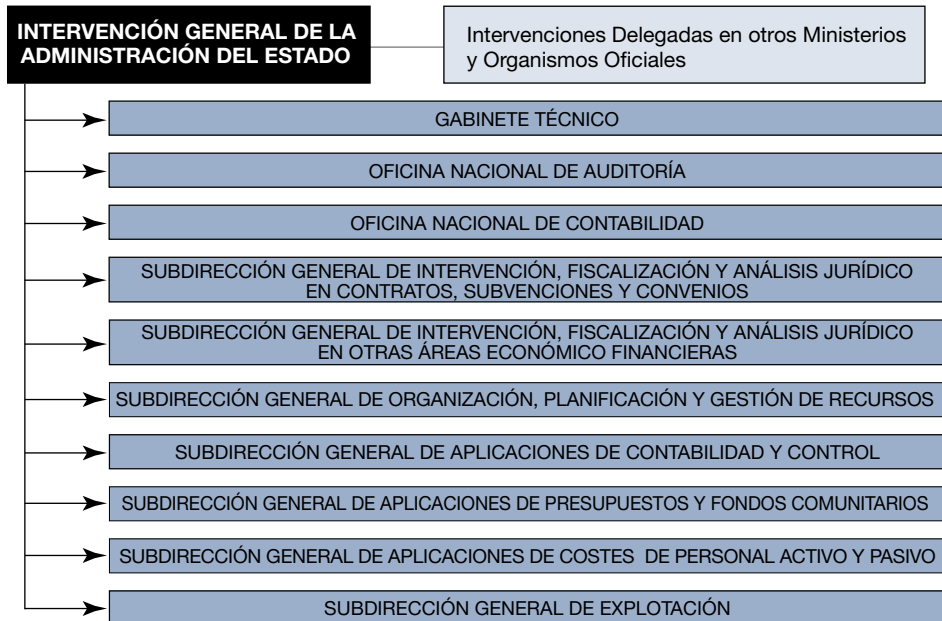 INTERVENCIÓN GENERAL DE LA
ADMINISTRACIÓN DEL ESTADO
Intervenciones Delegadas en otros Ministerios
y Organismos Oficiales
GABINETE TÉCNICO
OFICINA NACIONAL DE AUDITORÍA
OFICINA NACIONAL DE CONTABILIDAD
SUBDIRECCIÓN GENERAL DE INTERVENCIÓN, FISCALIZACIÓN Y ANÁLISIS JURÍDICO
EN CONTRATOS, SUBVENCIONES Y CONVENIOS
SUBDIRECCIÓN GENERAL DE INTERVENCIÓN, FISCALIZACIÓN Y ANÁLISIS JURÍDICO
EN OTRAS ÁREAS ECONÓMICO FINANCIERAS
SUBDIRECCIÓN GENERAL DE ORGANIZACIÓN, PLANIFICACIÓN Y GESTIÓN DE RECURSOS
SUBDIRECCIÓN GENERAL DE APLICACIONES DE CONTABILIDAD Y CONTROL
SUBDIRECCIÓN GENERAL DE APLICACIONES DE PRESUPUESTOS Y FONDOS COMUNITARIOS
SUBDIRECCIÓN GENERAL DE APLICACIONES DE COSTES DE PERSONAL ACTIVO Y PASIVO
SUBDIRECCIÓN GENERAL DE EXPLOTACIÓN